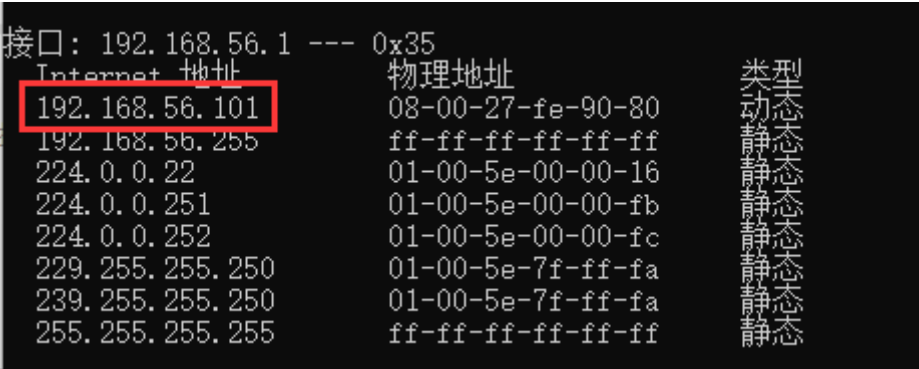 接口: 192.168.56.1 --- 0x35
Internet 地址 物理地址 类型
192.168.56.101 08-00-27-fe-90-80 动态
192.168.56.255 ff-ff-ff-ff-ff-ff 静态
224.0.0.22 01-00-5e-00-00-16 静态
224.0.0.251 01-00-5e-00-00-fb 静态
224.0.0.252 01-00-5e-00-00-fc 静态
229.255.255.250 01-00-5e-7f-ff-fa 静态
239.255.255.250 01-00-5e-7f-ff-fa 静态
255.255.255.255 ff-ff-ff-ff-ff-ff 静态